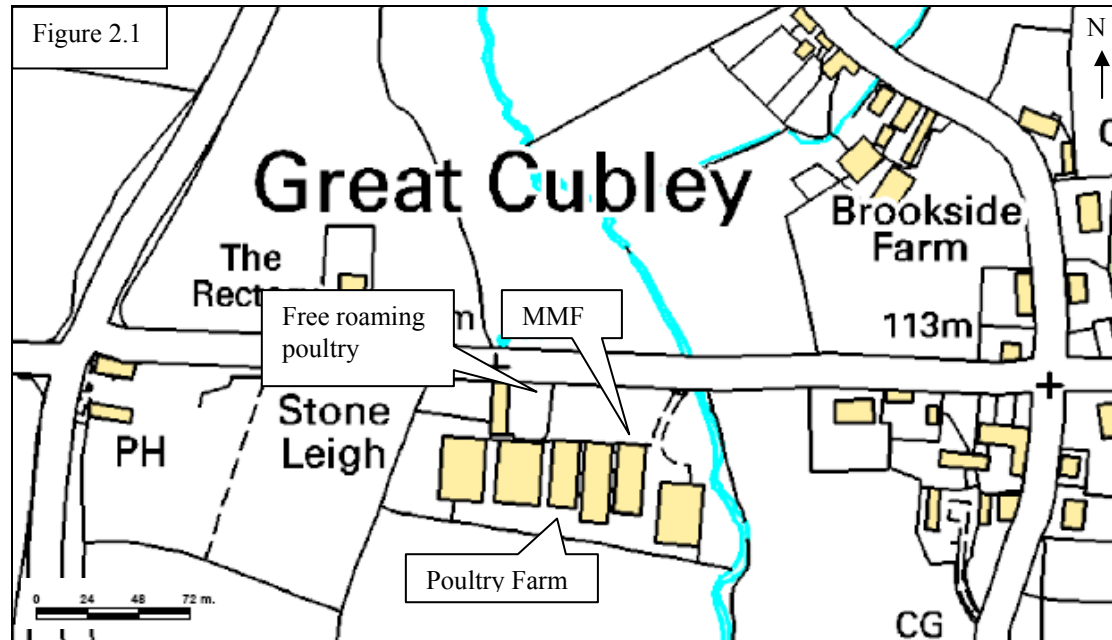 Figure 2.1
N
Great Cubley
Brookside
Farm
The
Free roaming
poultry
MMF
113m
Stone
Leigh
PH
Poultry Farm
0 24 48 72 m.
CG